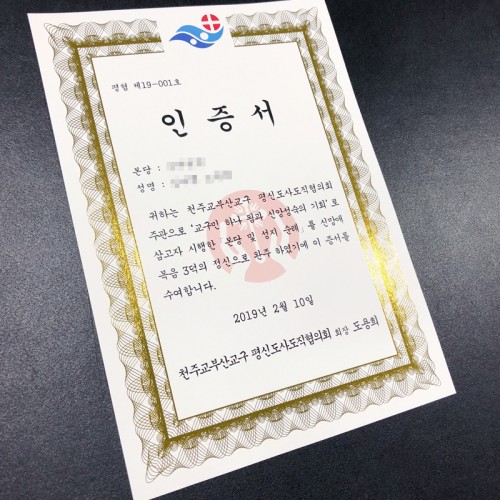 평협 제19-001호
인증서
본당 :
성명 :
귀하는 천주교부산교구 평신도사도직협의회
주관으로 '교구민 하나 됨과 신앙성숙의 기회'로
삼고자 시행한 「본당 및 성지 순례」를 신망애
복음 3덕의 정신으로 완주 하였기에 이 증서를
수여합니다.
2019년 2월 10일
천주교부산교구 평신도사도직협의회 회장 도용희